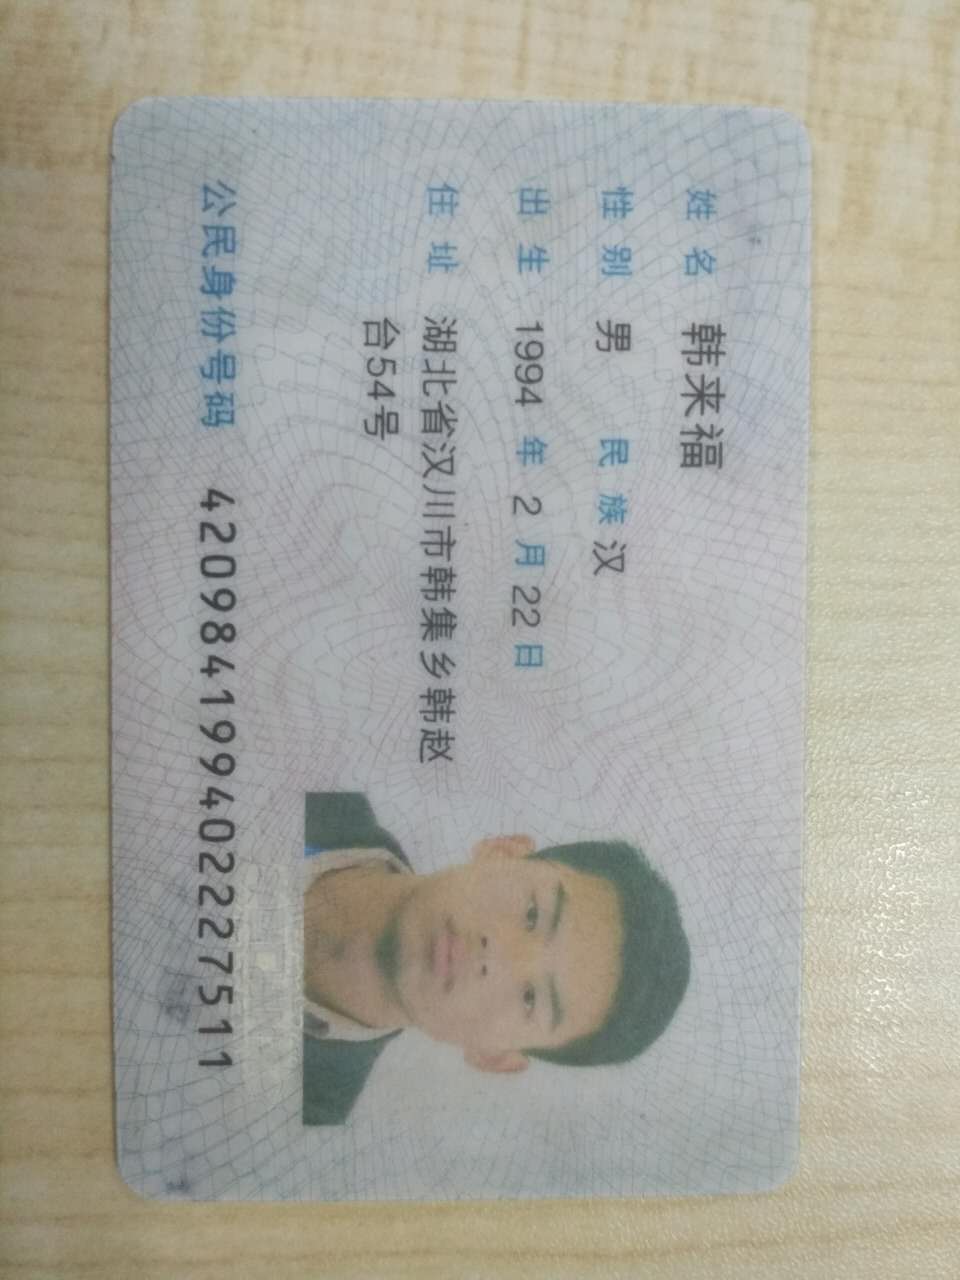 姓名 韩来福
性别 男 民族 汉
出生 1994 年 2 月 22 日
住址 湖北省汉川市韩集乡韩赵
台54号
公民身份号码 420984199402227511